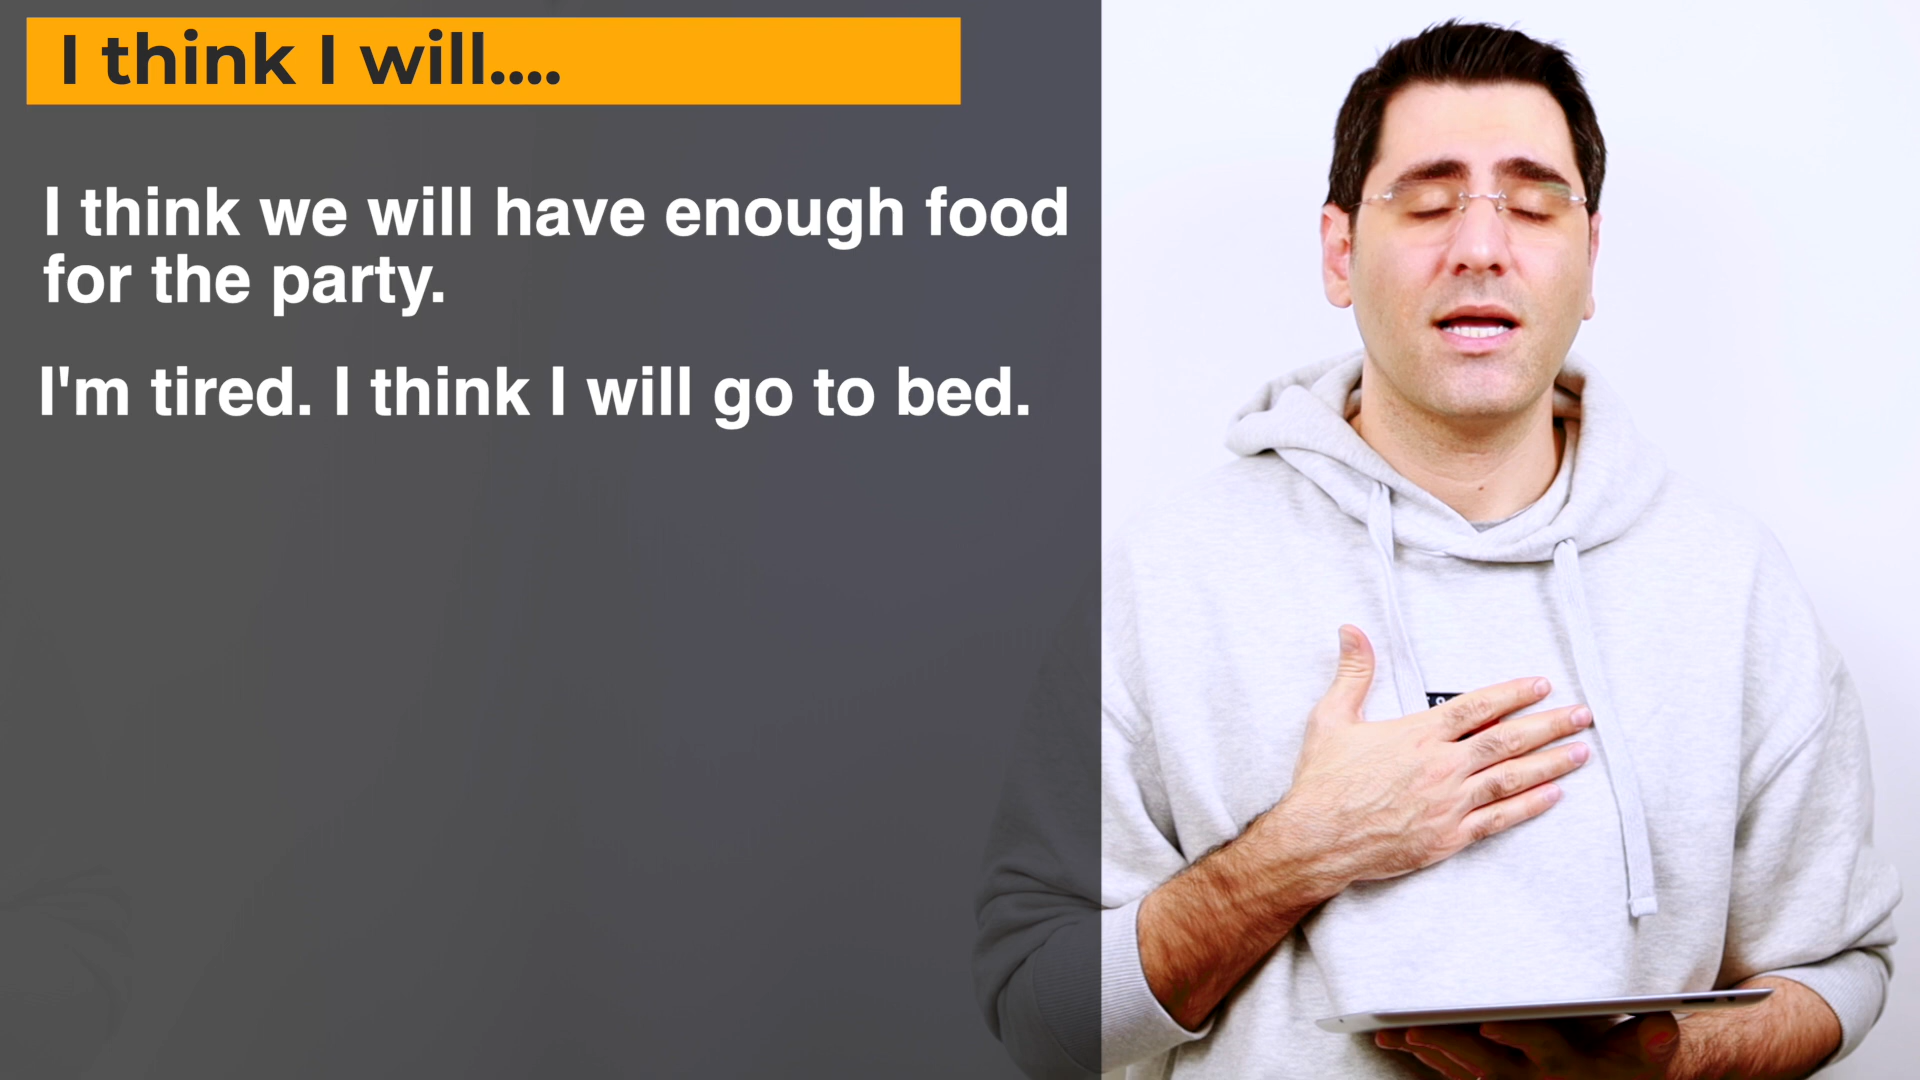 I think I will....
I think we will have enough food
for the party.
I'm tired. I think I will go to bed.